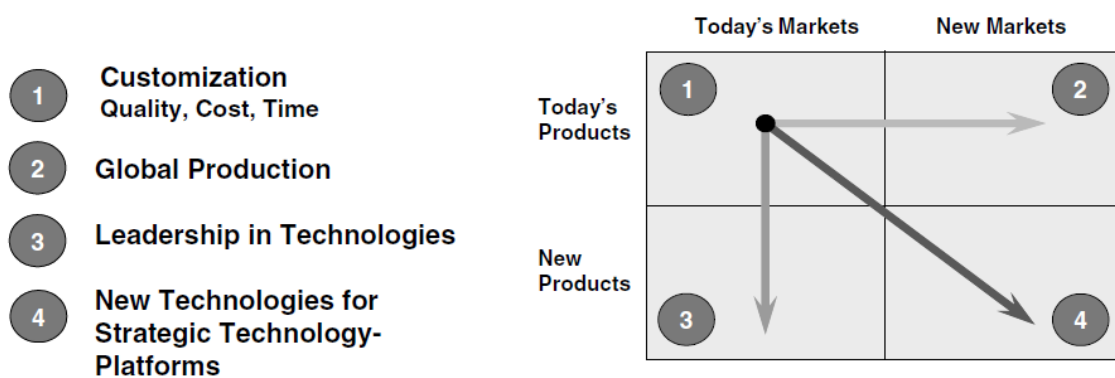 1
Customization
Quality, Cost, Time
2
Global Production
3
Leadership in Technologies
4
New Technologies for
Strategic Technology-
Platforms
Today's Markets
New Markets
Today's
Products
New
Products
1
2
3
4